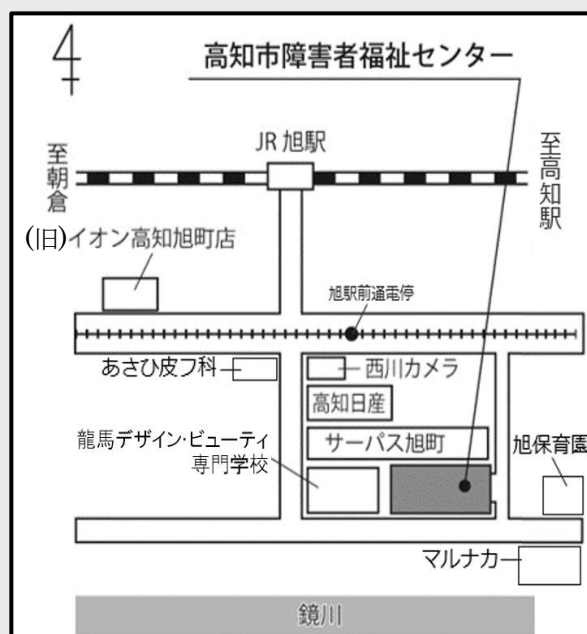 高知市障害者福祉センター
JR 旭駅
至朝倉
至高知駅
(旧)イオン高知旭町店
旭駅前通電停
あさひ皮フ科
西川カメラ
高知日産
龍馬デザイン・ビューティ
専門学校
サーパス旭町
旭保育園
マルナカ
鏡川